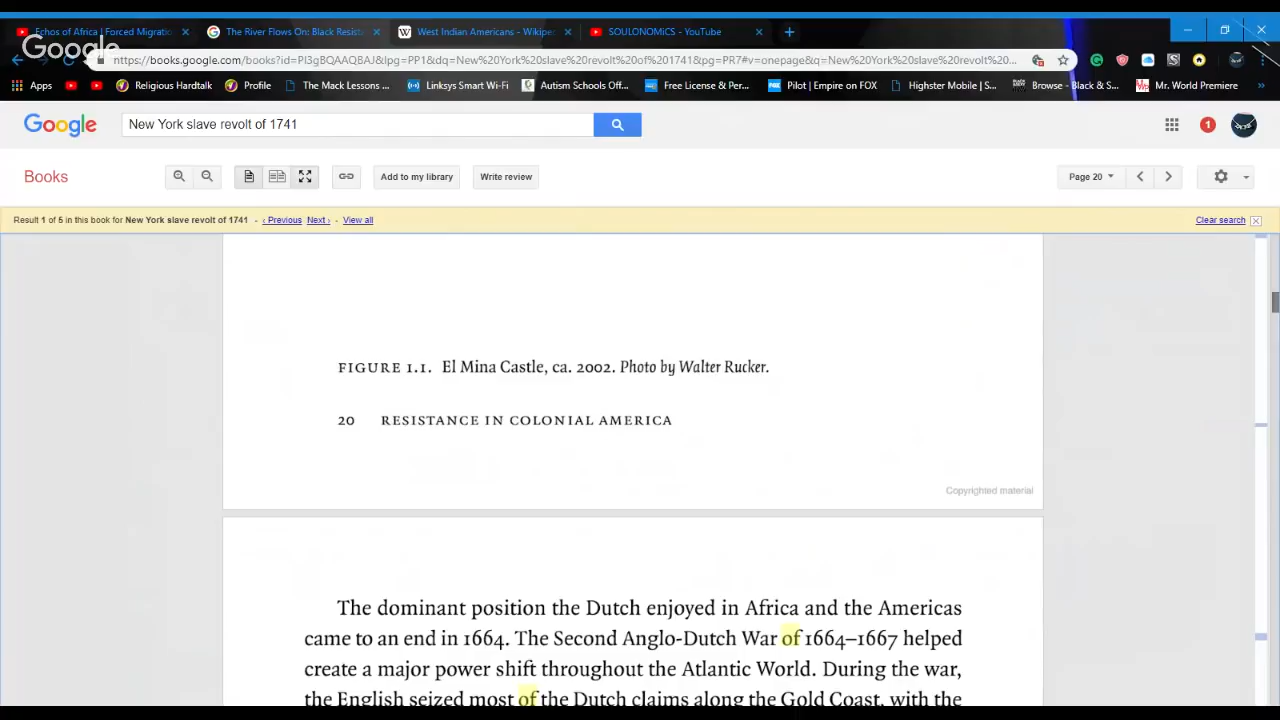 Echos of Africa | Forced Migratio
The River Flows On: Black Resista
West Indian Americans - Wikipe
SOULONOMiCS - YouTube
Google
https://books.google.com/books?id=PI3gBQAAQBAJ&lpg=PP1&dq=New%20York%20slave%20revolt%20of%201741&pg=PR7#v=onepage&q=New%20York%20slave%20revolt%20o...
Apps
Religious Hardtalk
Profile
The Mack Lessons ...
Linksys Smart Wi-Fi
Autism Schools Off...
Free License & Per...
Pilot | Empire on FOX
Highster Mobile | S...
Browse - Black & S...
Mr. World Premiere
»
Google
New York slave revolt of 1741
1
Books
Add to my library
Write review
Page 20
Result 1 of 5 in this book for New York slave revolt of 1741 - ‹ Previous Next › - View all
Clear search
FIGURE 1.1. El Mina Castle, ca. 2002. Photo by Walter Rucker.
20 RESISTANCE IN COLONIAL AMERICA
Copyrighted material
The dominant position the Dutch enjoyed in Africa and the Americas
came to an end in 1664. The Second Anglo-Dutch War of 1664–1667 helped
create a major power shift throughout the Atlantic World. During the war,
the English seized most of the Dutch claims along the Gold Coast, with the